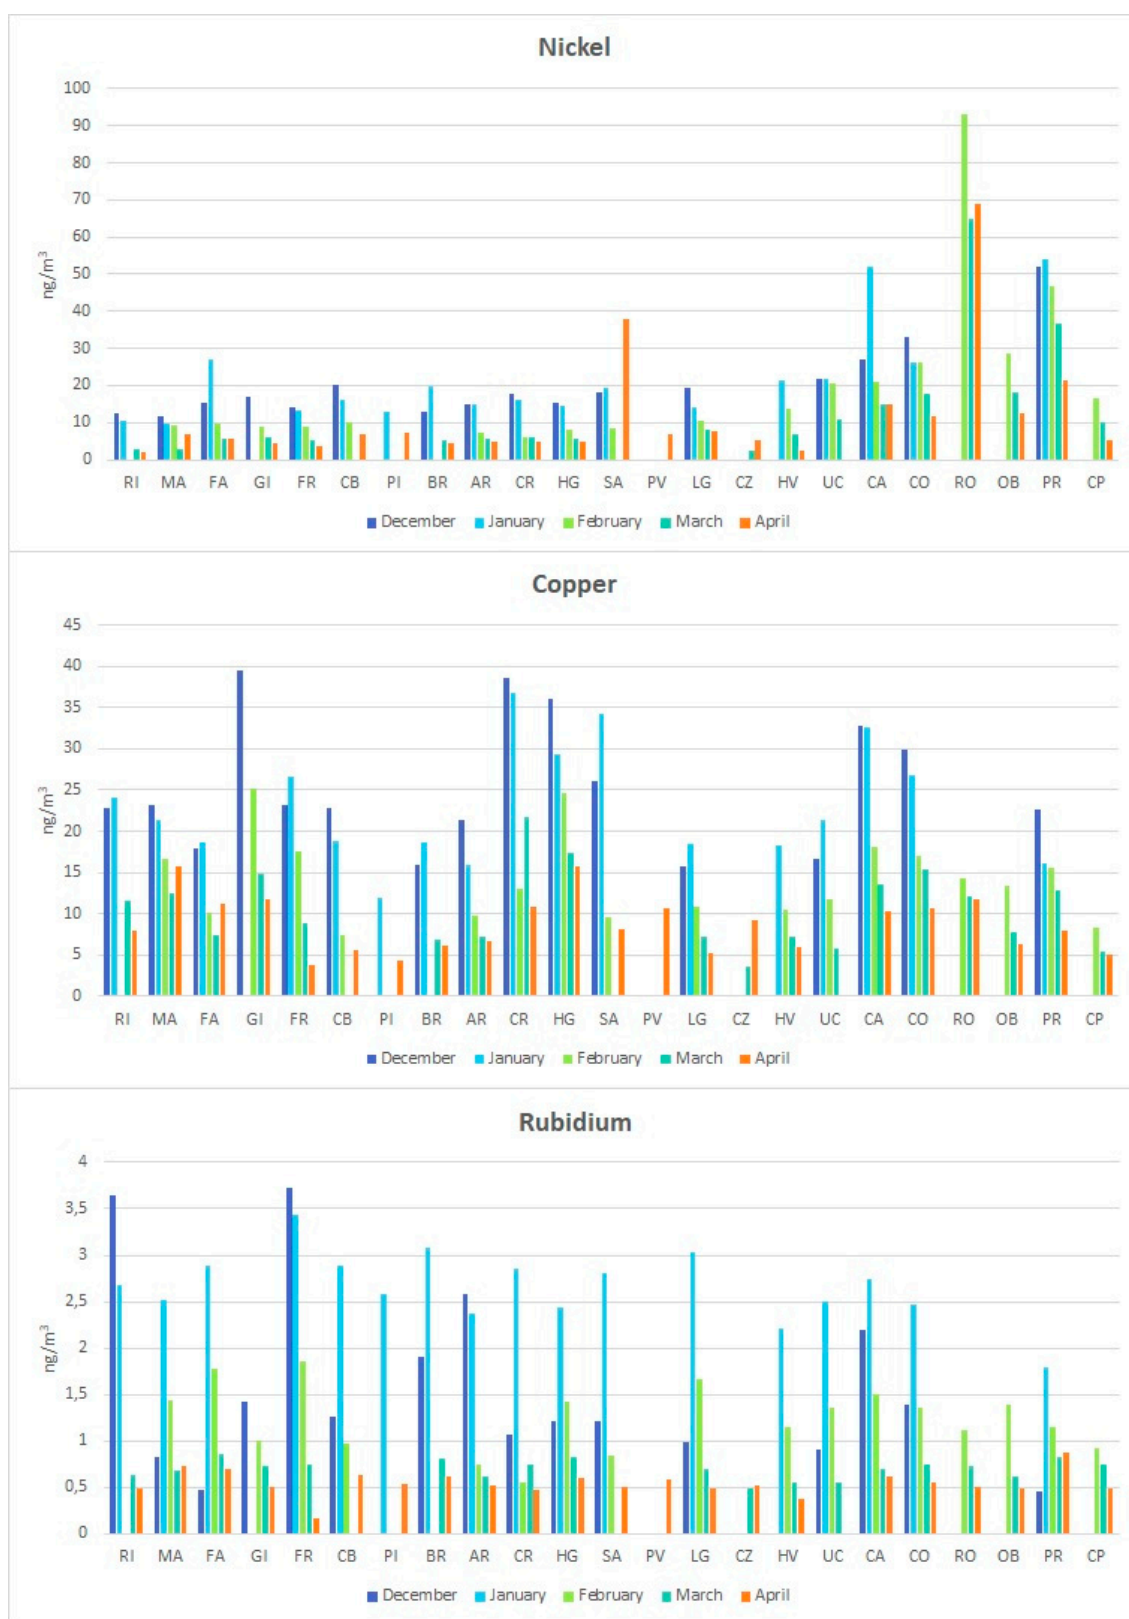 Nickel
100
90
80
70
60
50
40
30
20
10
0
ng/m³
RI MA FA GI FR CB PI BR AR CR HG SA PV LG CZ HV UC CA CO RO OB PR CP
December January February March April
Copper
45
40
35
30
25
20
15
10
5
0
ng/m³
RI MA FA GI FR CB PI BR AR CR HG SA PV LG CZ HV UC CA CO RO OB PR CP
December January February March April
Rubidium
4
3,5
3
2,5
2
1,5
1
0,5
0
ng/m³
RI MA FA GI FR CB PI BR AR CR HG SA PV LG CZ HV UC CA CO RO OB PR CP
December January February March April